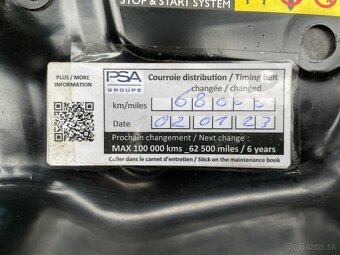 STOP & START SYSTEM
PLUS / MORE
INFORMATION
PSA
GROUPE
Courroie distribution / Timing belt
changée / changed
km/miles
Date 02 01 23
Prochain changement / Next change :
MAX 100 000 kms _62 500 miles / 6 years
Coller dans le carnet d'entretien / Stick on the maintenance book
Bazos.sk